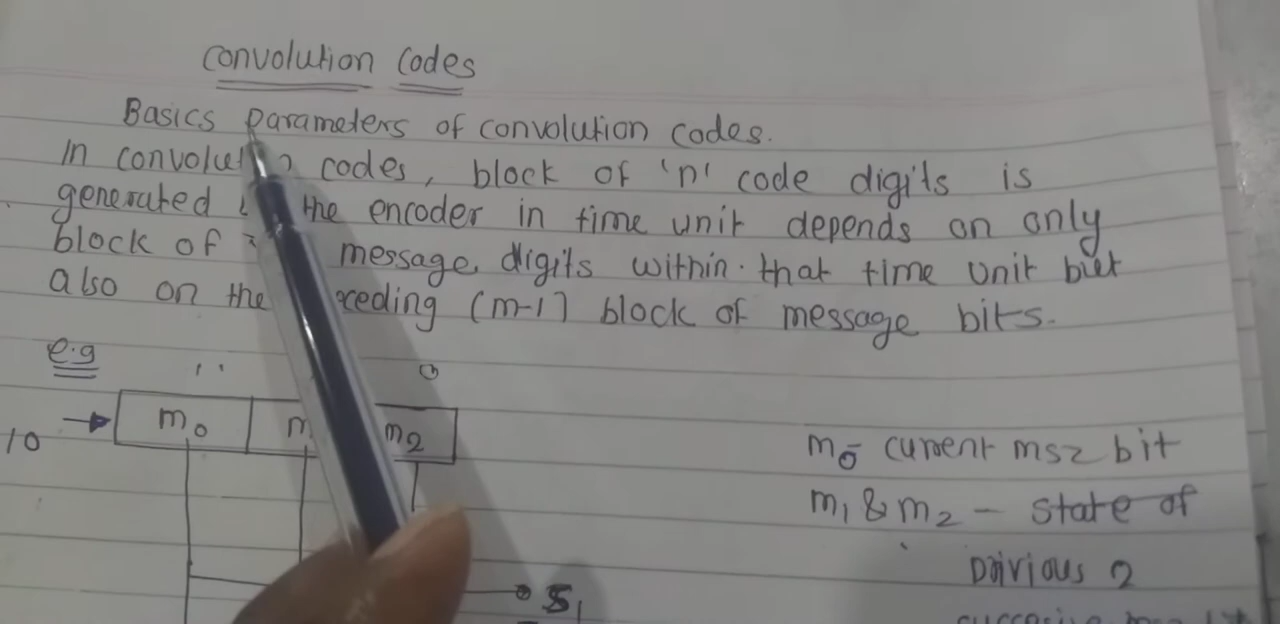 Convolution Codes
Basics parameters of convolution codes.
In codes, block of 'n' code digits is
generated the encoder in time unit depends on only
block of message digits within that time unit but
also on the (m-1) block of message bits.
e.g
10 m0 m2
m0 - current msz bit
m1 & m2 - state of
privious 2
S1